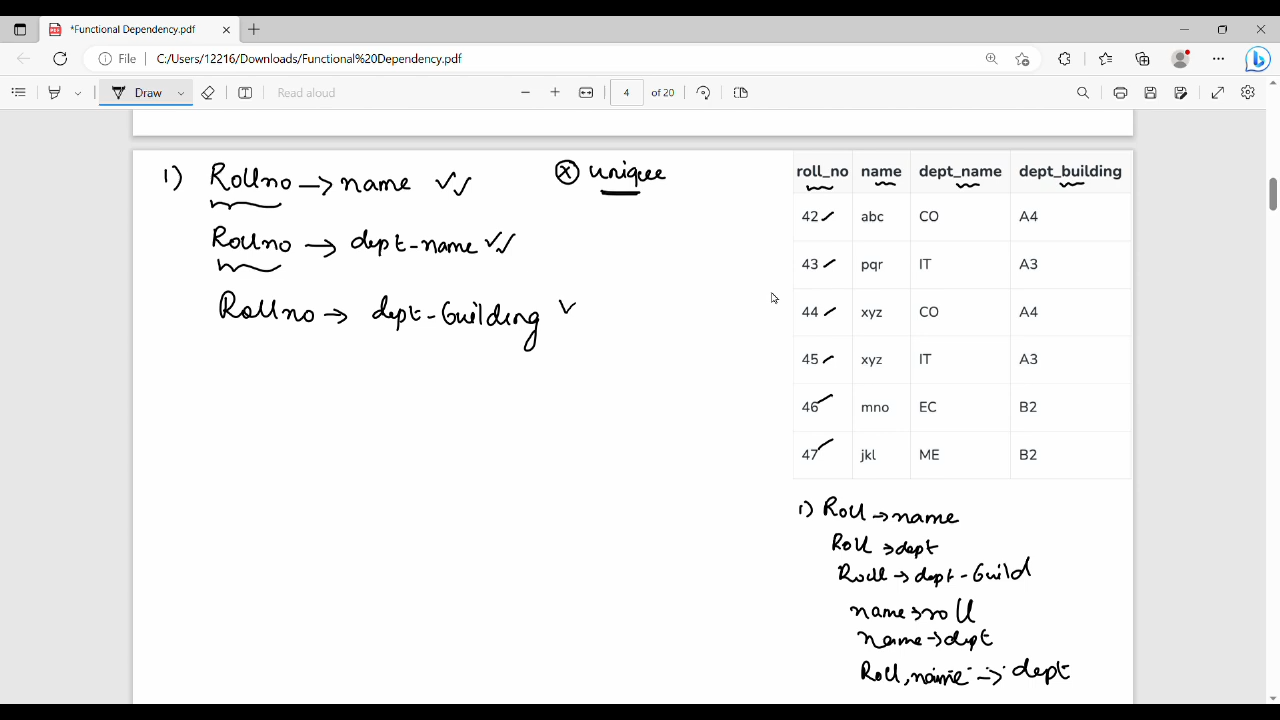 *Functional Dependency.pdf
File C:/Users/12216/Downloads/Functional%20Dependency.pdf
Draw Read aloud 4 of 20
1) Rollno → name ✓✓
ⓧ unique
Rollno → dept-name ✓✓
Rollno → dept-building ✓
roll_no name dept_name dept_building
42 abc CO A4
43 pqr IT A3
44 xyz CO A4
45 xyz IT A3
46 mno EC B2
47 jkl ME B2
1) Roll → name
Roll → dept
Roll → dept-build
name → roll
name → dept
Roll, name → dept